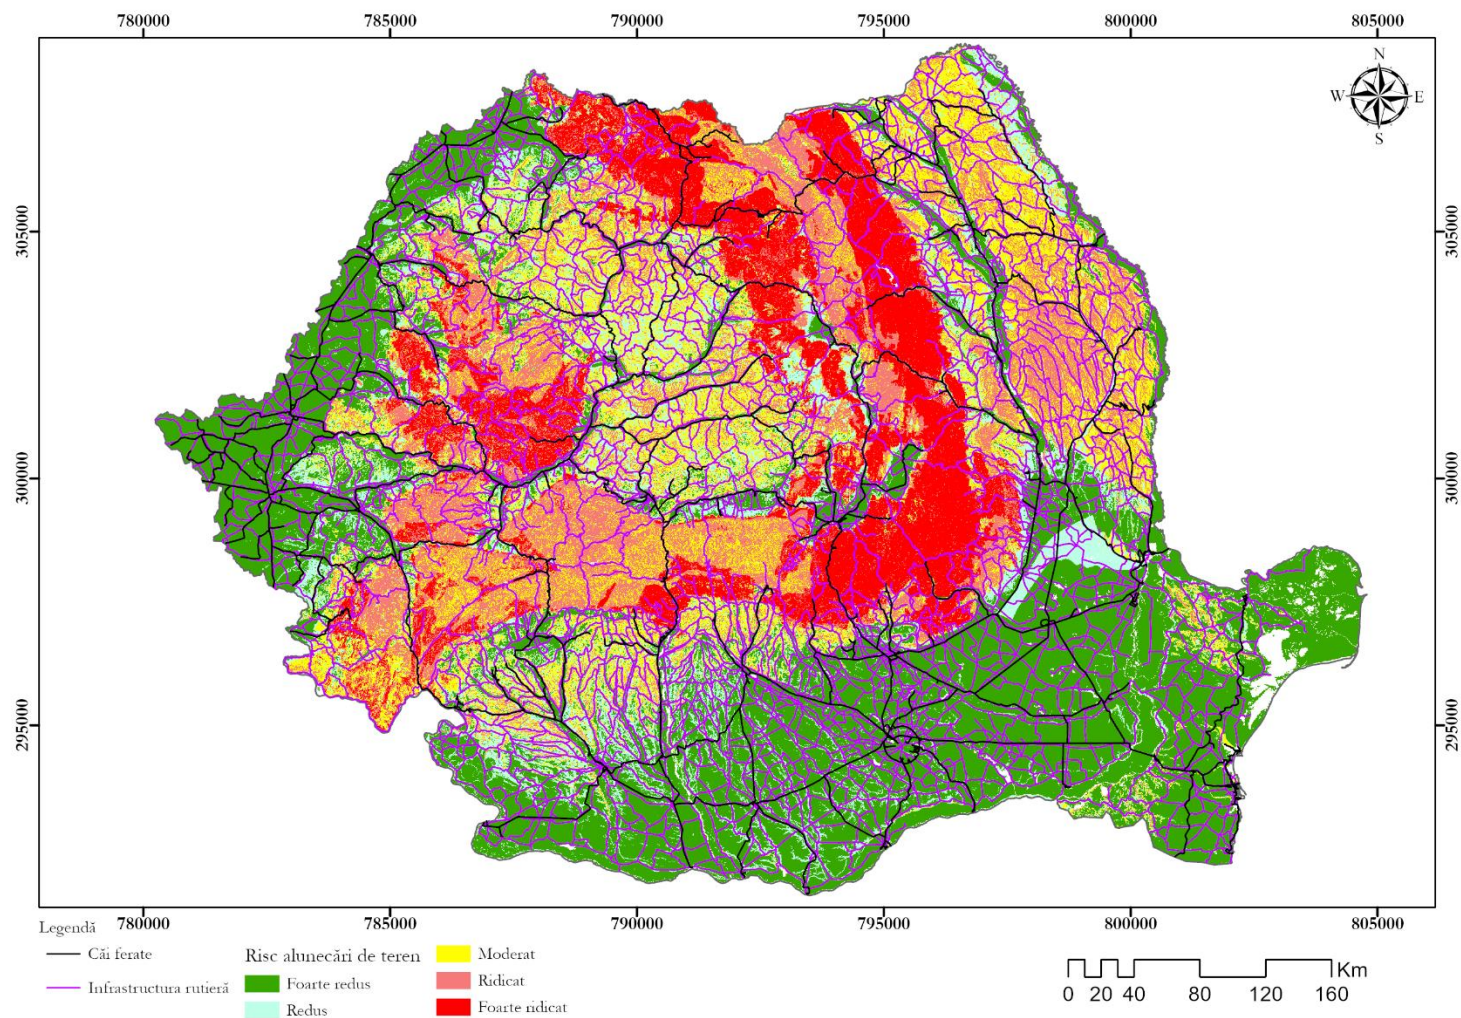 780000 785000 790000 795000 800000 805000
N
W E
S
305000 305000
300000 300000
295000 295000
780000 785000 790000 795000 800000 805000
Legendă
Căi ferate
Infrastructura rutieră
Risc alunecări de teren
Foarte redus
Redus
Moderat
Ridicat
Foarte ridicat
Km
0 20 40 80 120 160